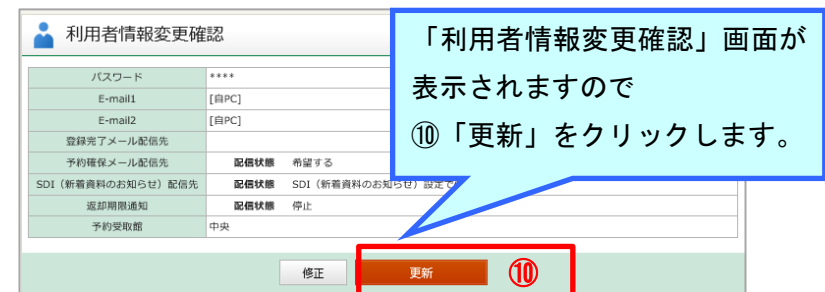 利用者情報変更確認
「利用者情報変更確認」画面が
表示されますので
⑩「更新」をクリックします。
パスワード ****
E-mail1 [自PC]
E-mail2 [自PC]
登録完了メール配信先
予約確保メール配信先 配信状態 希望する
SDI（新着資料のお知らせ）配信先 配信状態 SDI（新着資料のお知らせ）設定で
返却期限通知 配信状態 停止
予約受取館 中央
修正 更新 ⑩